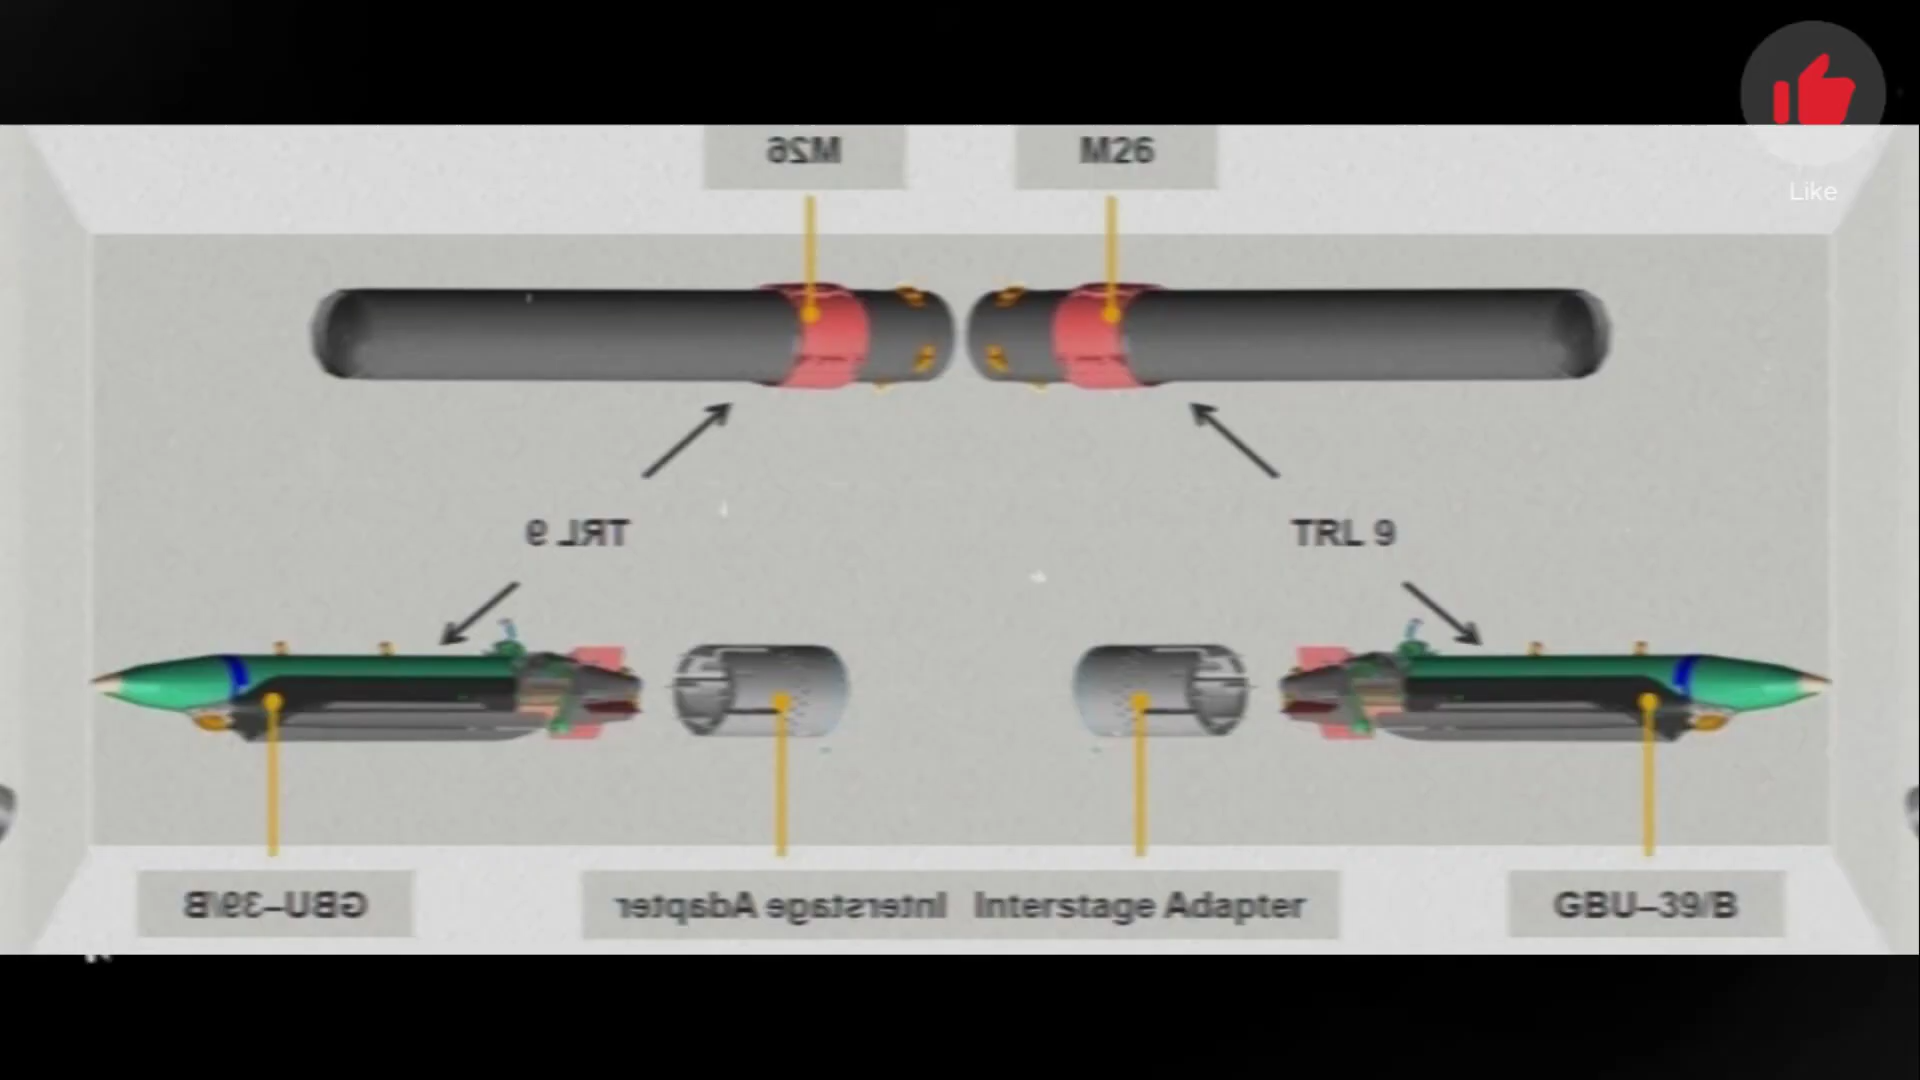 M26
M26
Like
TRL 9
TRL 9
GBU–39/B
Interstage Adapter
Interstage Adapter
GBU–39/B